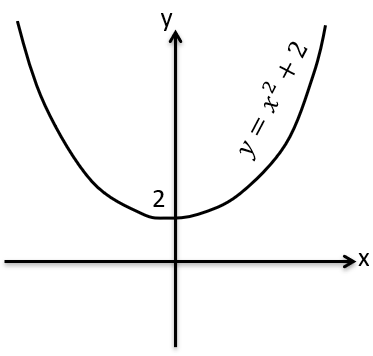 y
y = x² + 2
2
x